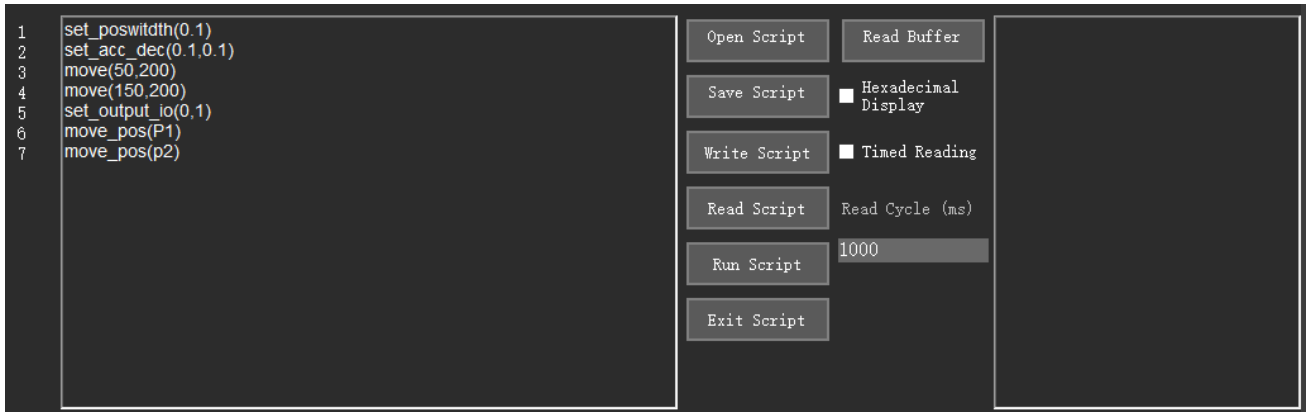 1 set_poswitdth(0.1)
2 set_acc_dec(0.1,0.1)
3 move(50,200)
4 move(150,200)
5 set_output_io(0,1)
6 move_pos(P1)
7 move_pos(p2)
Open Script
Read Buffer
Save Script
Hexadecimal
Display
Write Script
Timed Reading
Read Script
Read Cycle (ms)
Run Script
1000
Exit Script